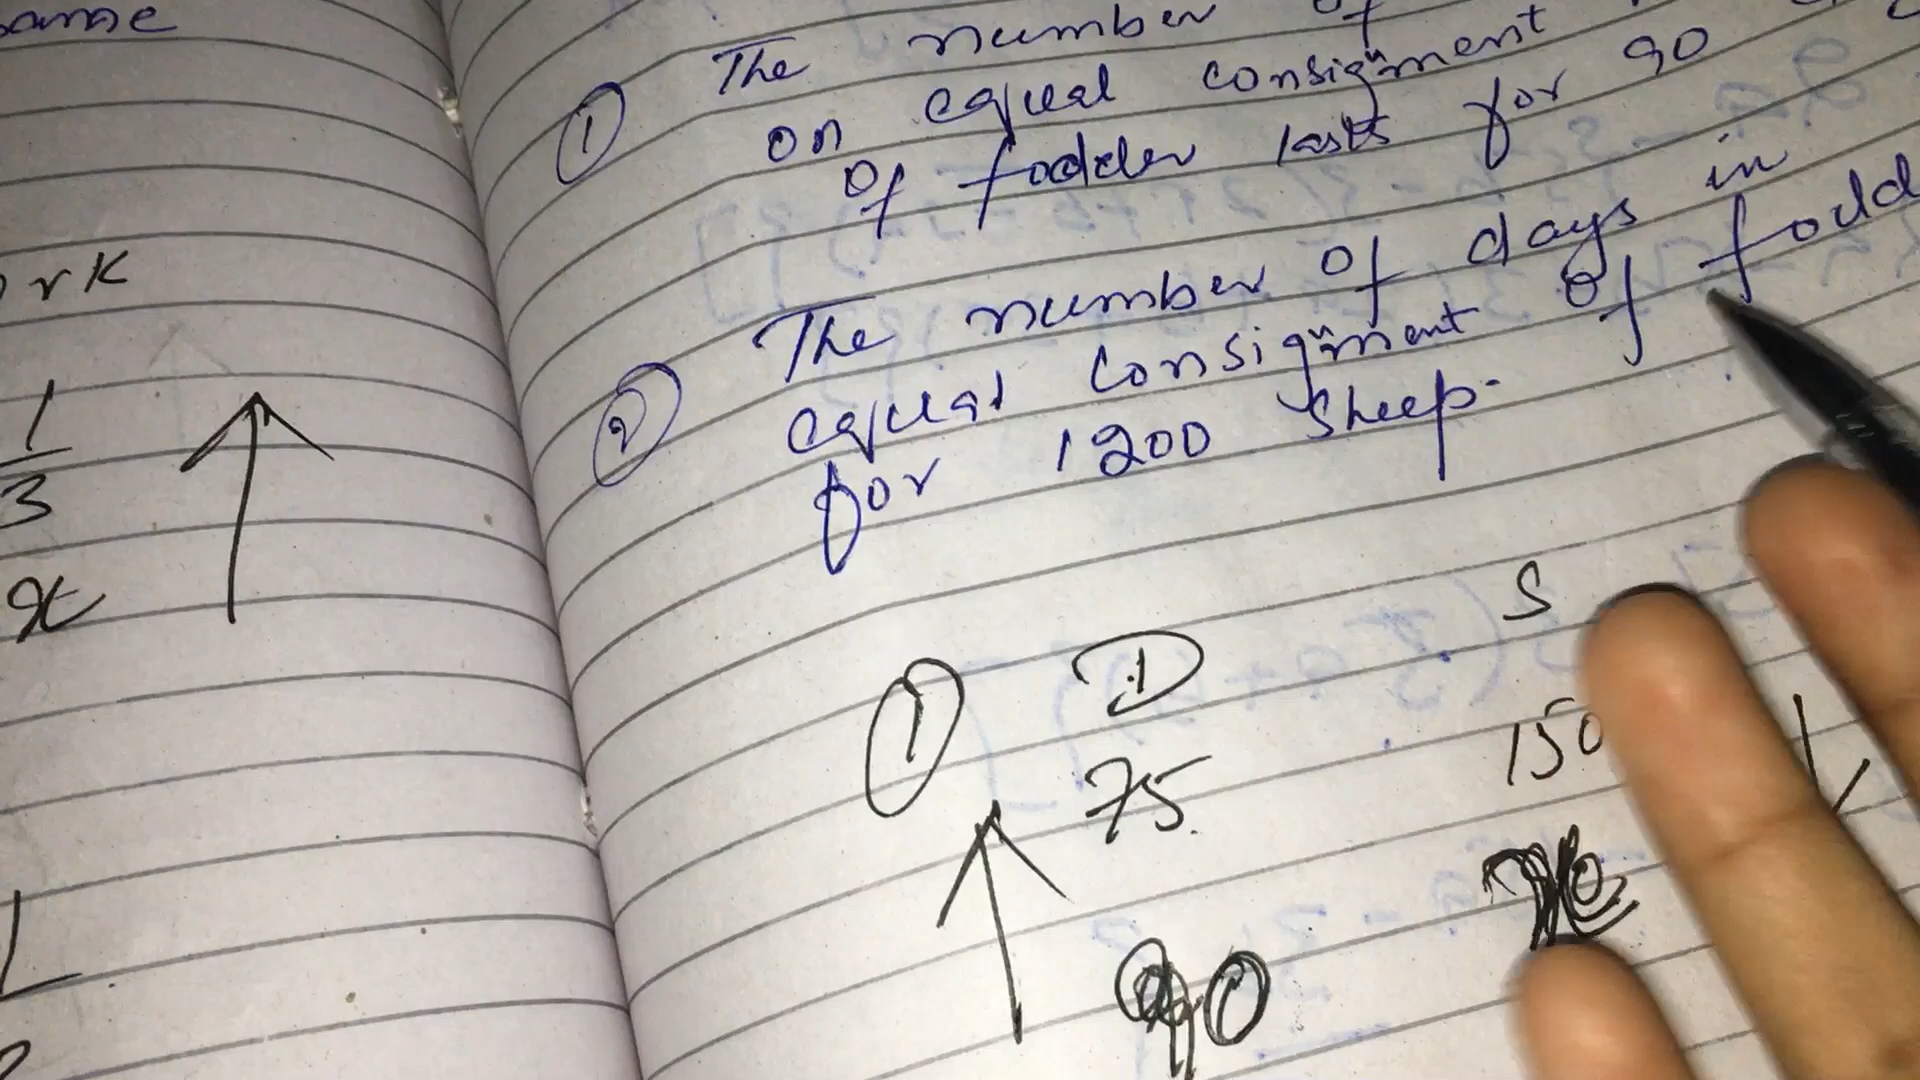 ame
rk
1
3
x
① The number of
on equal consignment
of fodder lasts for 90
② The number of days in
equal consignment of fodd
for 1200 sheep.
① D S
75 150
90 x